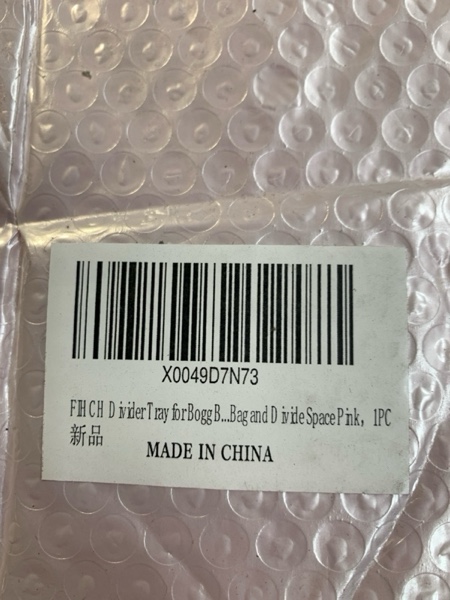 X0049D7N73
FIHCH Divider Tray for Bogg B...Bag and Divide Space Pink, 1PC
新品
MADE IN CHINA